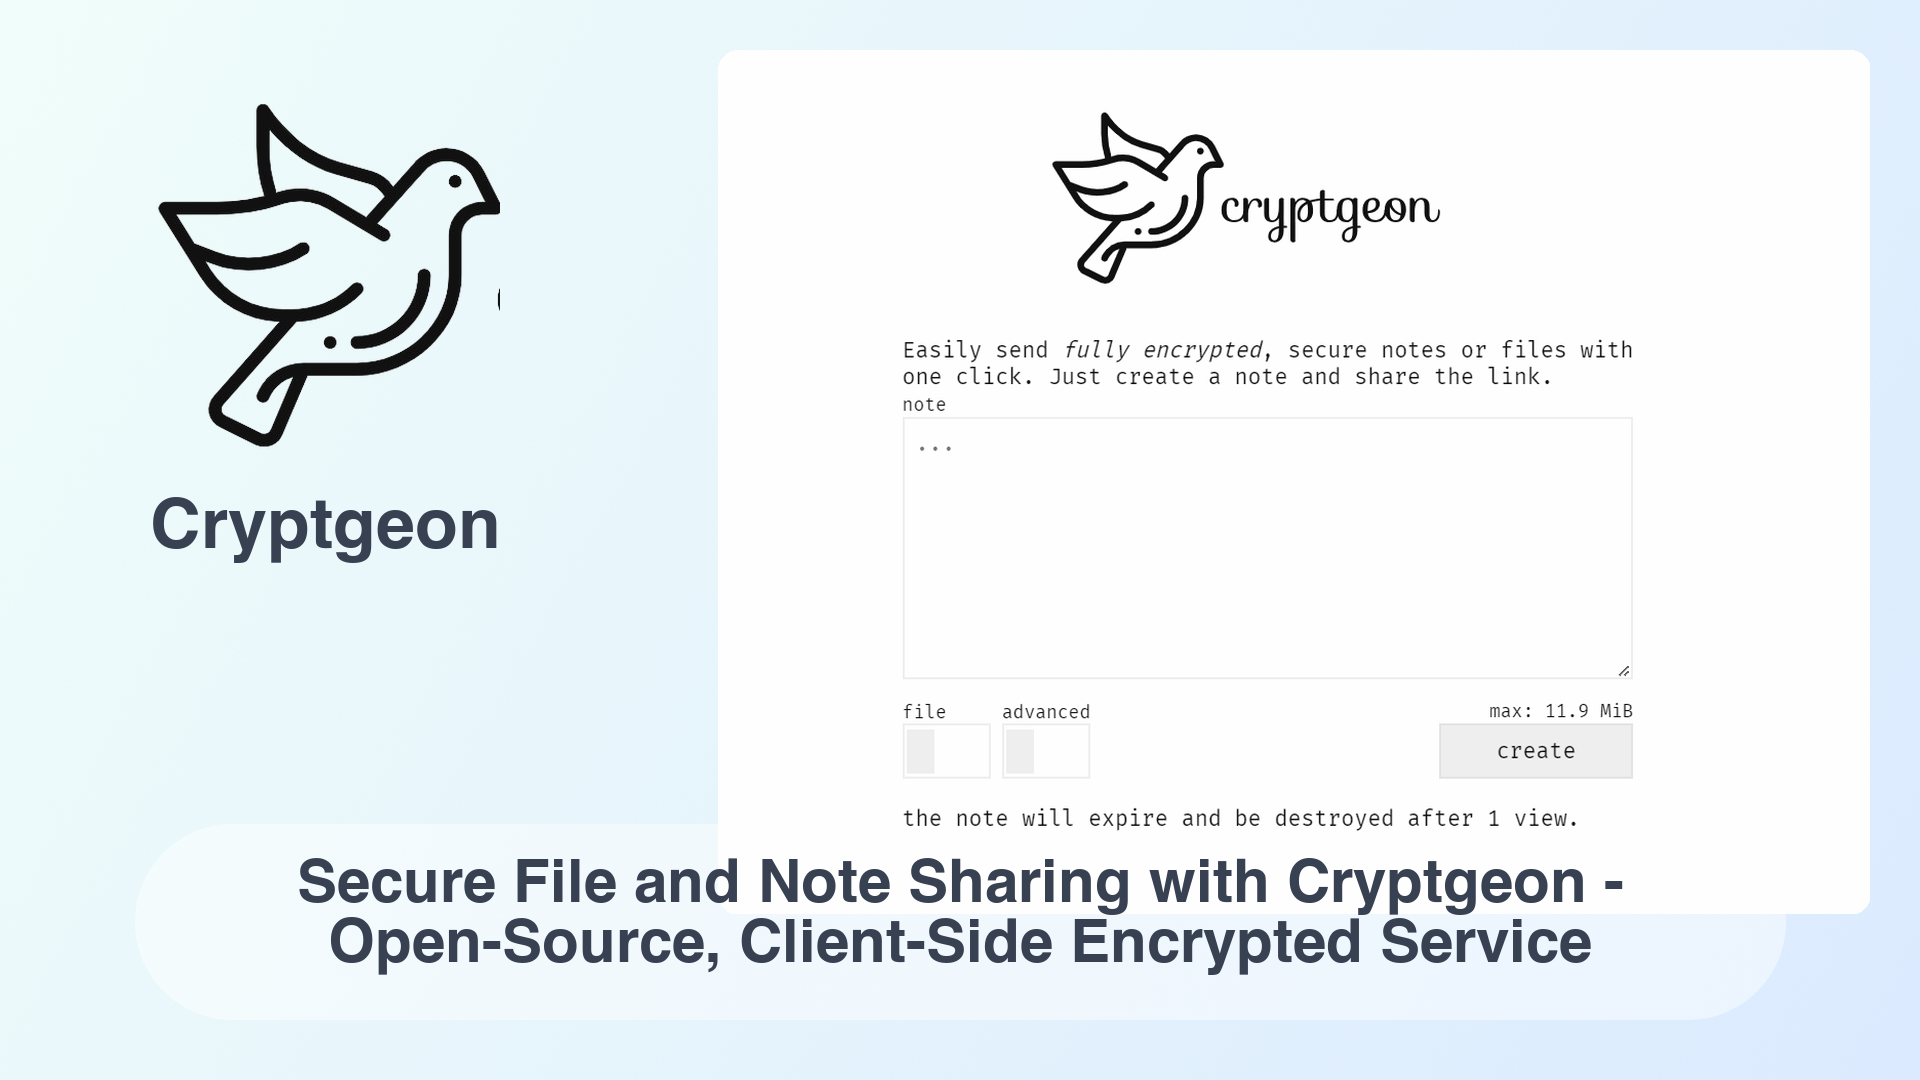 Cryptgeon
cryptgeon
Easily send fully encrypted, secure notes or files with
one click. Just create a note and share the link.
note
...
file advanced max: 11.9 MiB
create
the note will expire and be destroyed after 1 view.
Secure File and Note Sharing with Cryptgeon -
Open-Source, Client-Side Encrypted Service